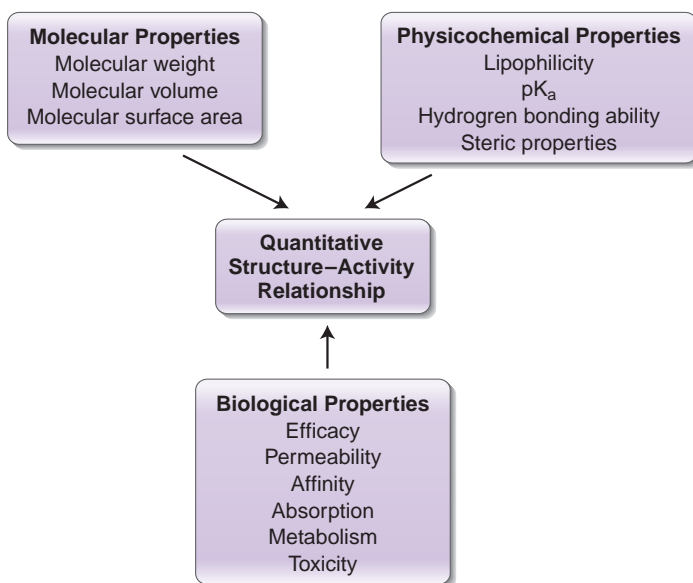 Molecular Properties
Molecular weight
Molecular volume
Molecular surface area
Physicochemical Properties
Lipophilicity
pKa
Hydrogren bonding ability
Steric properties
Quantitative
Structure–Activity
Relationship
Biological Properties
Efficacy
Permeability
Affinity
Absorption
Metabolism
Toxicity